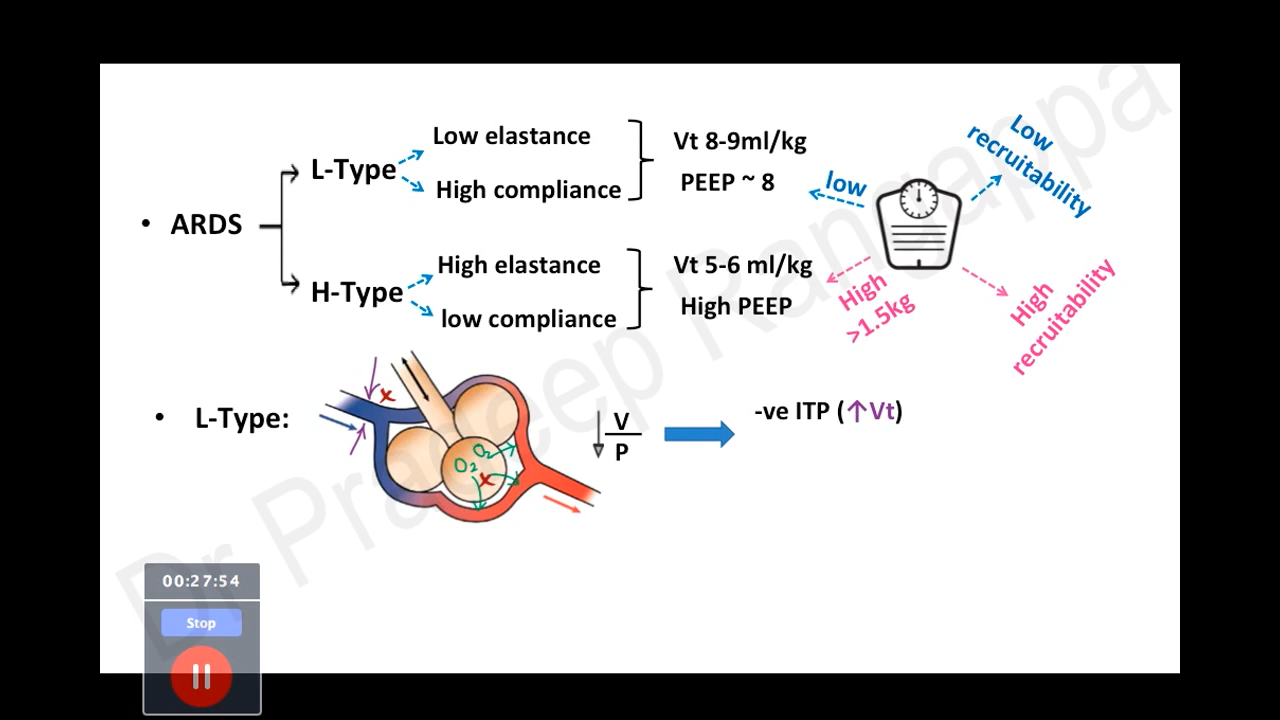 • ARDS
L-Type
Low elastance
High compliance
Vt 8-9ml/kg
PEEP ~ 8
low
Low
recruitability
H-Type
High elastance
low compliance
Vt 5-6 ml/kg
High PEEP
High
>1.5kg
High
recruitability
• L-Type:
x
O2
O2
x
↓ V
P
-ve ITP (↑Vt)
Dr Pradeep Rangappa
00:27:54
Stop